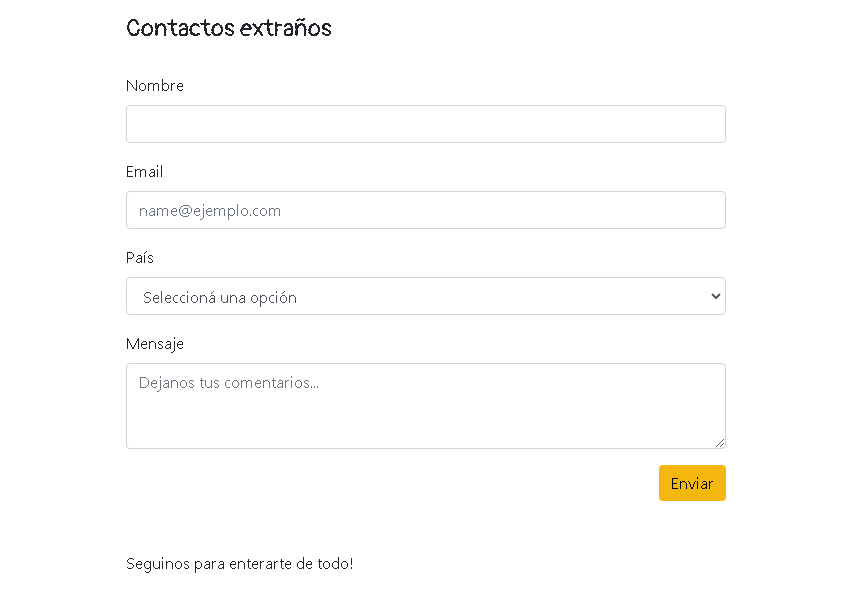 Contactos extraños
Nombre
Email
name@ejemplo.com
País
Seleccioná una opción
Mensaje
Dejanos tus comentarios...
Enviar
Seguinos para enterarte de todo!